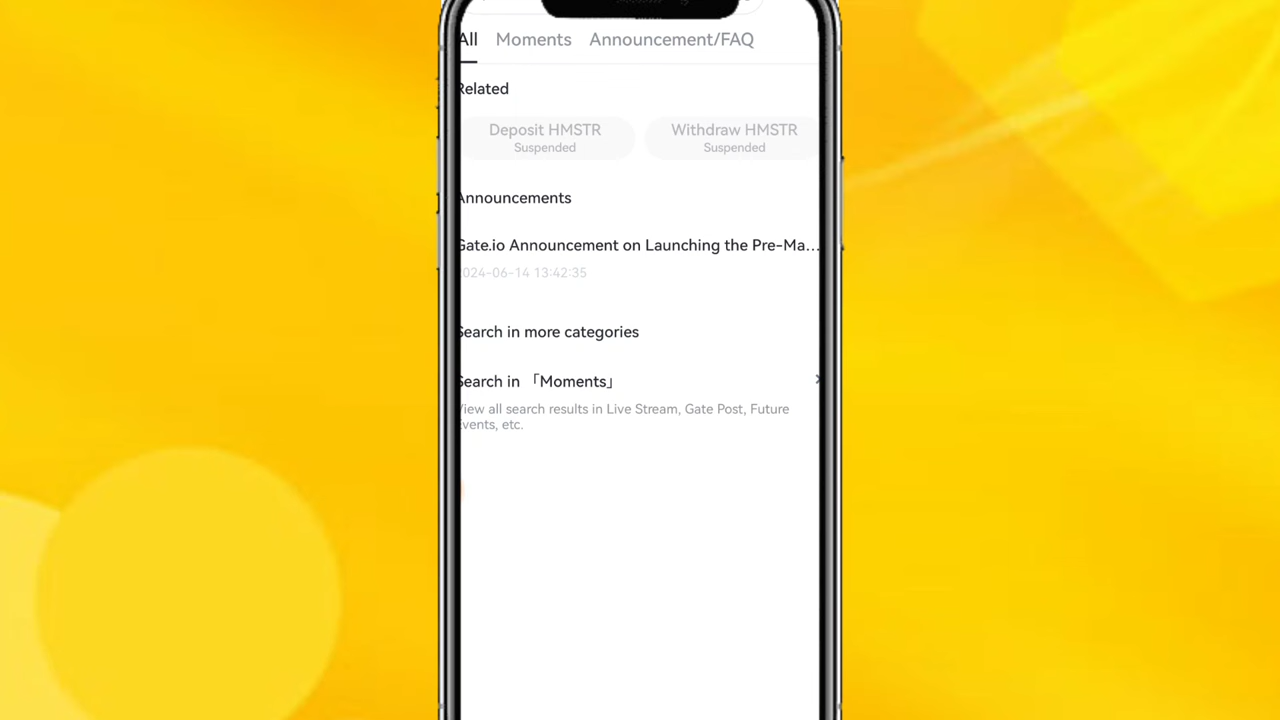 All Moments Announcement/FAQ
Related
Deposit HMSTR Withdraw HMSTR
Suspended Suspended
Announcements
Gate.io Announcement on Launching the Pre-Ma...
2024-06-14 13:42:35
Search in more categories
Search in 「Moments」
View all search results in Live Stream, Gate Post, Future
Events, etc.